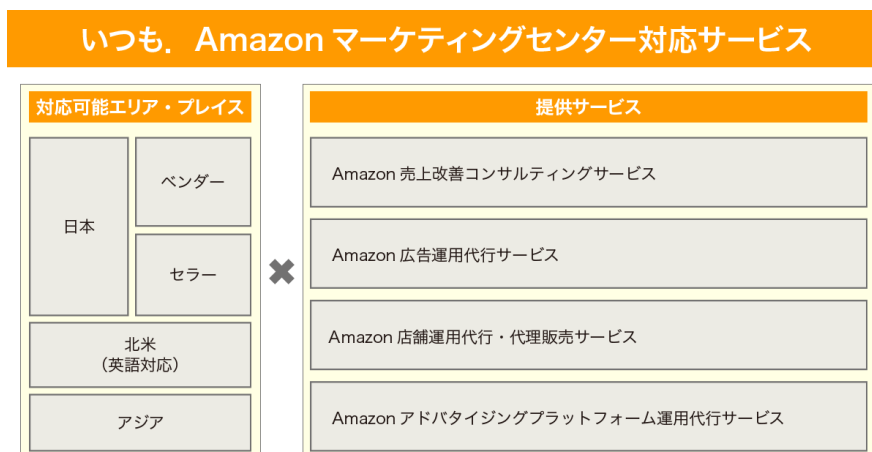 いつも．Amazon マーケティングセンター対応サービス
対応可能エリア・プレイス
日本
ベンダー
セラー
北米
（英語対応）
アジア
✖
提供サービス
Amazon 売上改善コンサルティングサービス
Amazon 広告運用代行サービス
Amazon 店舗運用代行・代理販売サービス
Amazon アドバタイジングプラットフォーム運用代行サービス